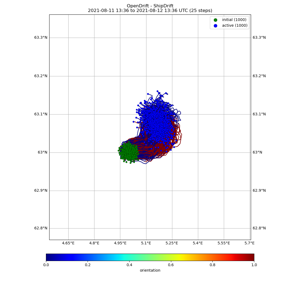 OpenDrift - ShipDrift
2021-08-11 13:36 to 2021-08-12 13:36 UTC (25 steps)
initial (1000)
active (1000)
63.3°N 63.3°N
63.2°N 63.2°N
63.1°N 63.1°N
63°N 63°N
62.9°N 62.9°N
62.8°N 62.8°N
4.65°E 4.8°E 4.95°E 5.1°E 5.25°E 5.4°E 5.55°E 5.7°E
0.0 0.2 0.4 0.6 0.8 1.0
orientation